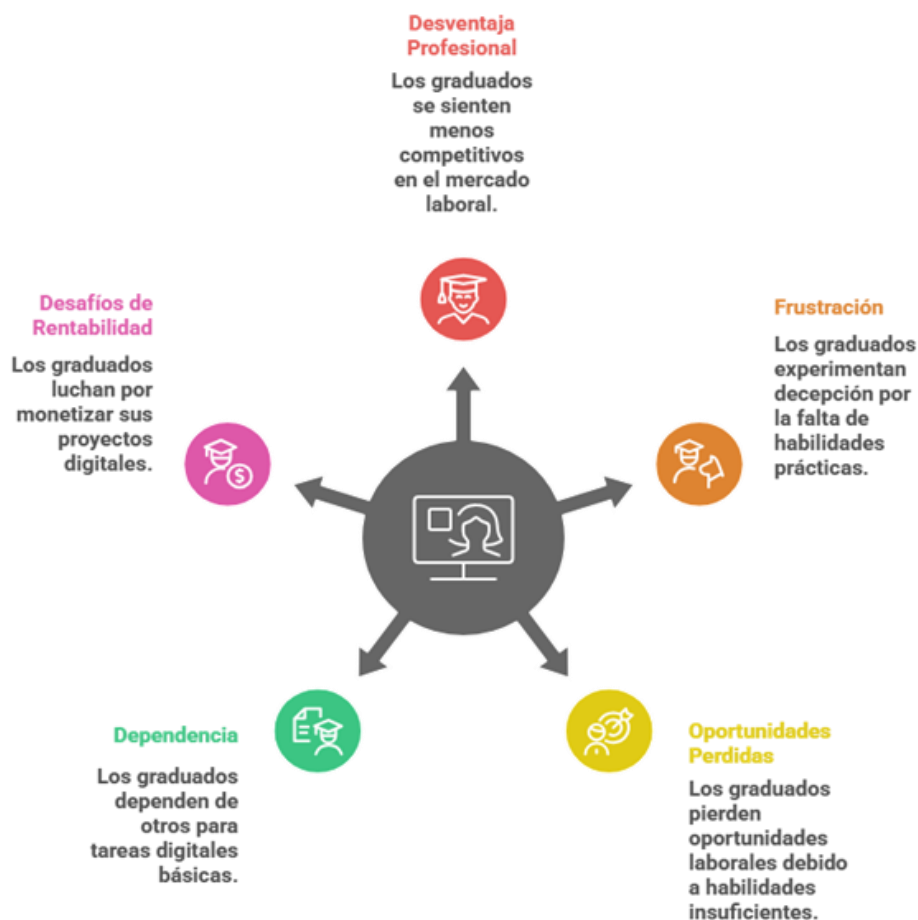 Desventaja
Profesional
Los graduados
se sienten
menos
competitivos
en el mercado
laboral.
Desafíos de
Rentabilidad
Los graduados
luchan por
monetizar sus
proyectos
digitales.
Frustración
Los graduados
experimentan
decepción por
la falta de
habilidades
prácticas.
Dependencia
Los graduados
dependen de
otros para
tareas digitales
básicas.
Oportunidades
Perdidas
Los graduados
pierden
oportunidades
laborales debido
a habilidades
insuficientes.
$